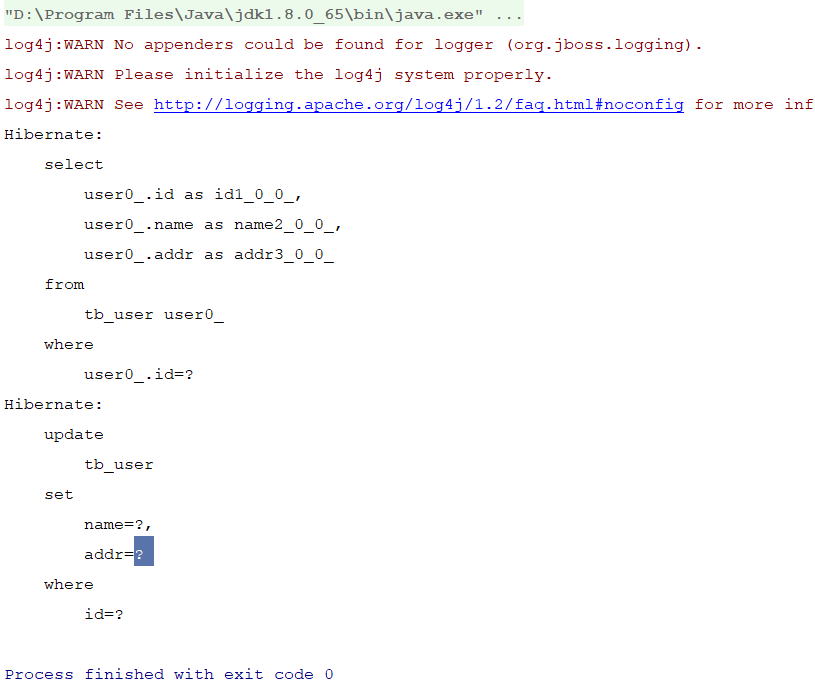 "D:\Program Files\Java\jdk1.8.0_65\bin\java.exe" ...
log4j:WARN No appenders could be found for logger (org.jboss.logging).
log4j:WARN Please initialize the log4j system properly.
log4j:WARN See http://logging.apache.org/log4j/1.2/faq.html#noconfig for more inf
Hibernate:
    select
        user0_.id as id1_0_0_,
        user0_.name as name2_0_0_,
        user0_.addr as addr3_0_0_
    from
        tb_user user0_
    where
        user0_.id=?
Hibernate:
    update
        tb_user
    set
        name=?,
        addr=?
    where
        id=?
Process finished with exit code 0